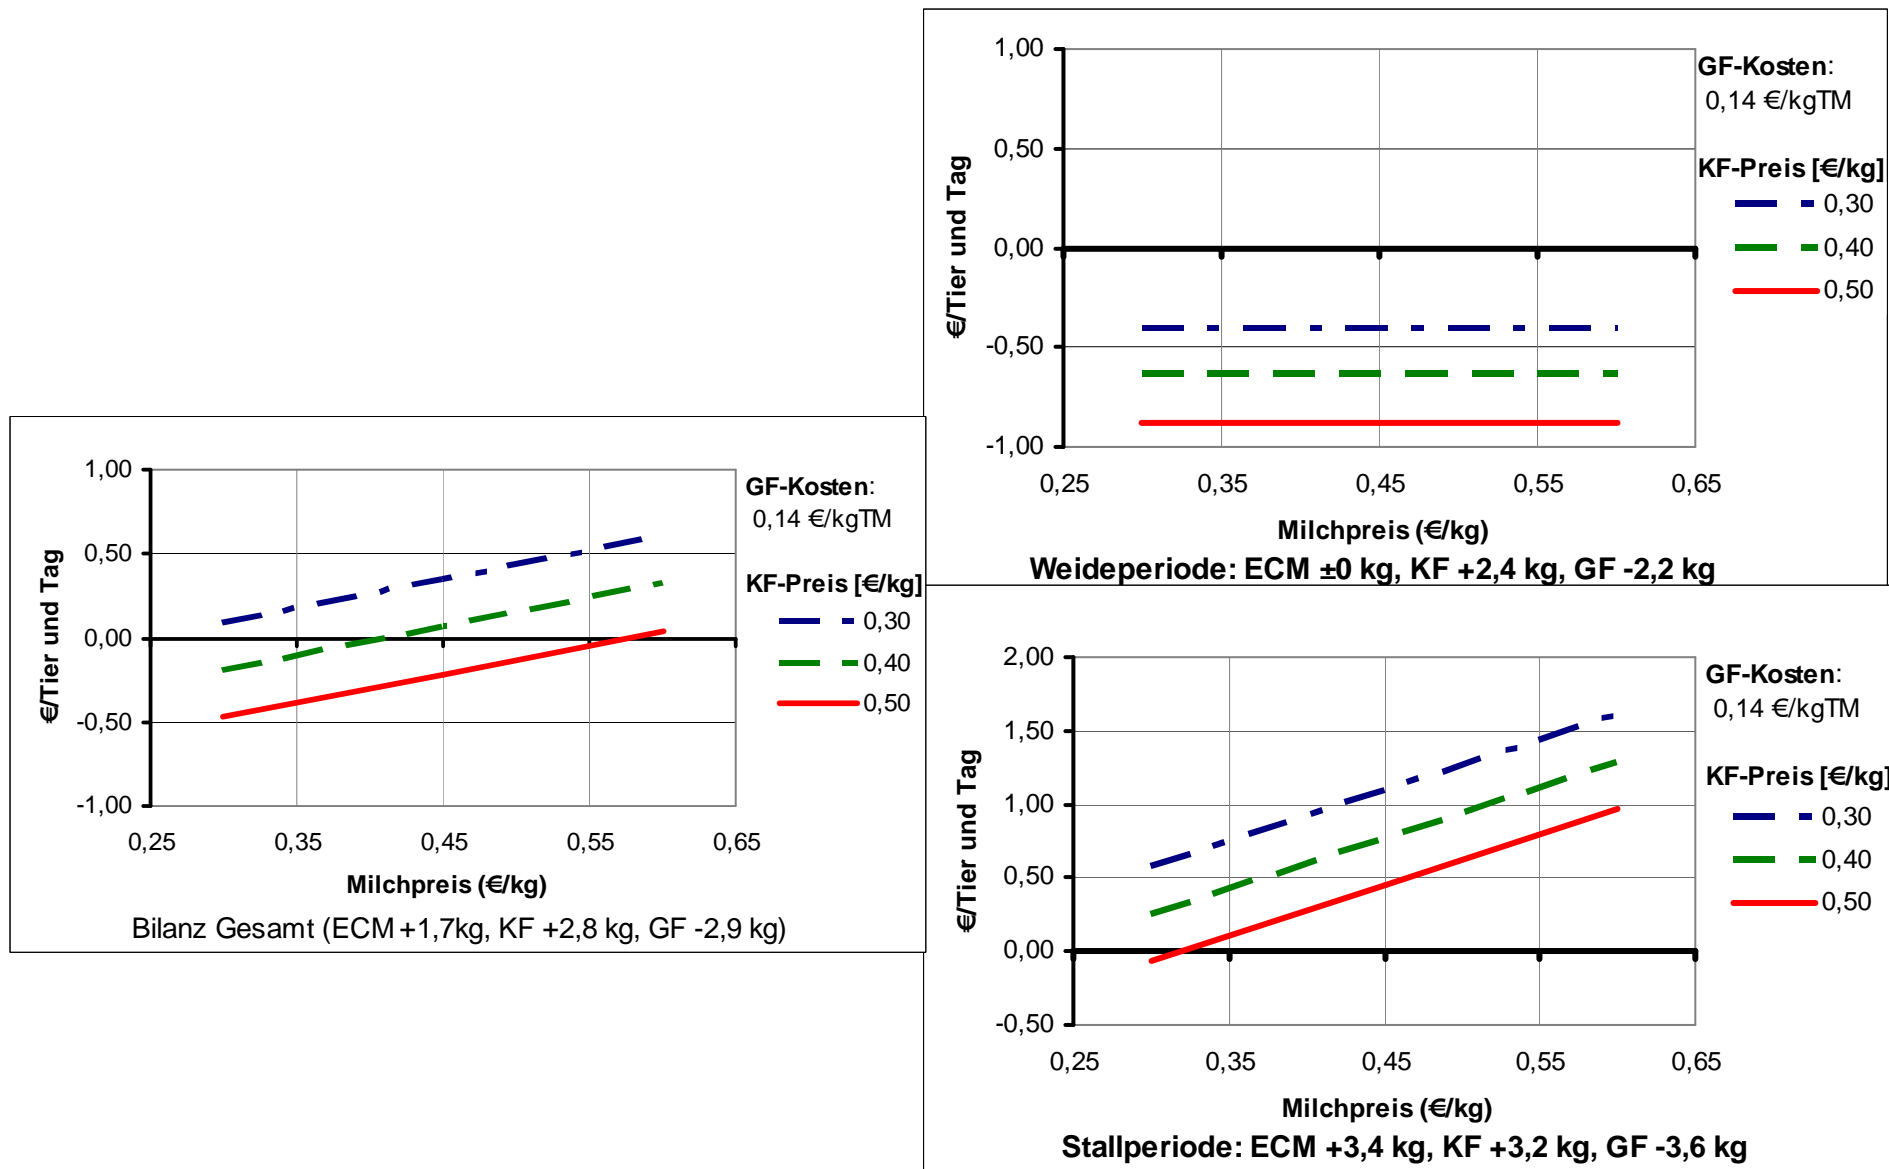 €/Tier und Tag
1,00
0,50
0,00
-0,50
-1,00
0,25 0,35 0,45 0,55 0,65
Milchpreis (€/kg)
GF-Kosten:
0,14 €/kgTM
KF-Preis [€/kg]
0,30
0,40
0,50
Bilanz Gesamt (ECM +1,7kg, KF +2,8 kg, GF -2,9 kg)
€/Tier und Tag
1,00
0,50
0,00
-0,50
-1,00
0,25 0,35 0,45 0,55 0,65
Milchpreis (€/kg)
GF-Kosten:
0,14 €/kgTM
KF-Preis [€/kg]
0,30
0,40
0,50
Weideperiode: ECM ±0 kg, KF +2,4 kg, GF -2,2 kg
€/Tier und Tag
2,00
1,50
1,00
0,50
0,00
-0,50
0,25 0,35 0,45 0,55 0,65
Milchpreis (€/kg)
GF-Kosten:
0,14 €/kgTM
KF-Preis [€/kg]
0,30
0,40
0,50
Stallperiode: ECM +3,4 kg, KF +3,2 kg, GF -3,6 kg